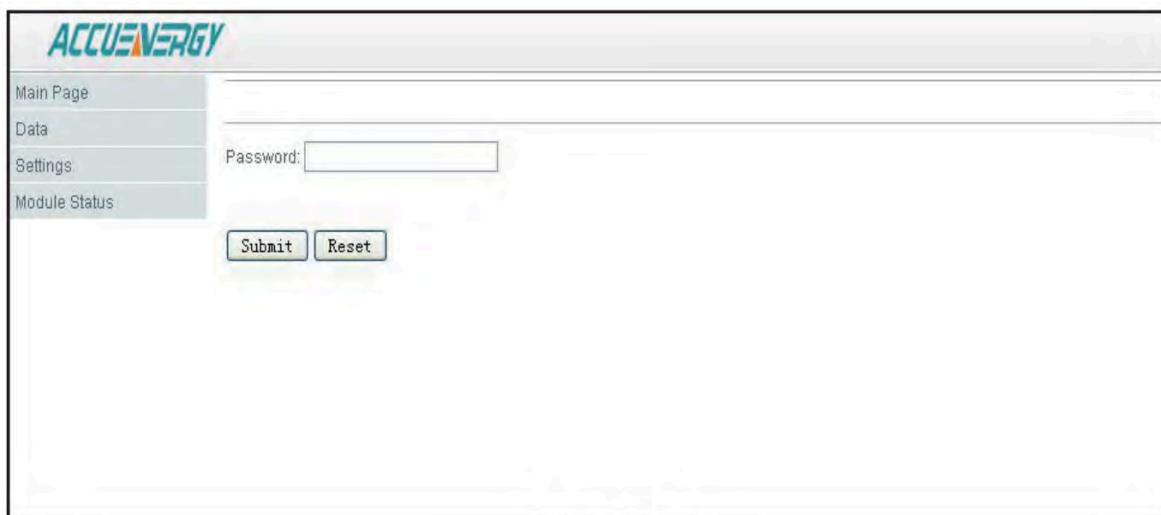 ACCUENERGY
Main Page
Data
Settings
Module Status
Password:
Submit Reset